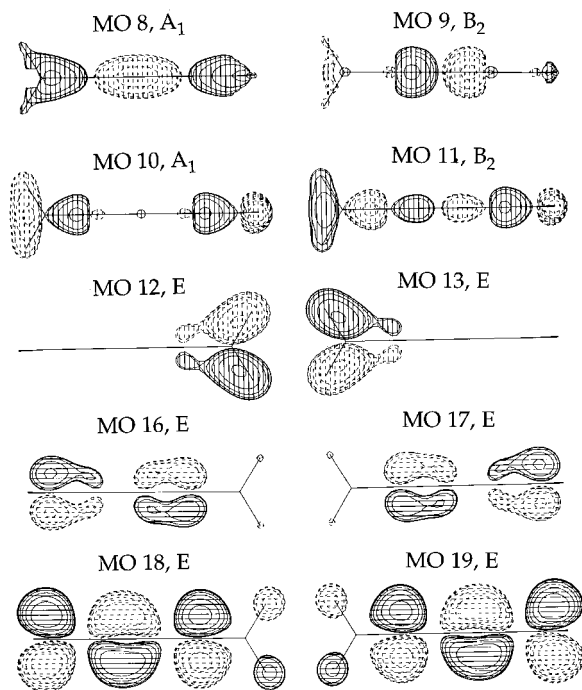 MO 8, A₁
MO 9, B₂
MO 10, A₁
MO 11, B₂
MO 12, E
MO 13, E
MO 16, E
MO 17, E
MO 18, E
MO 19, E